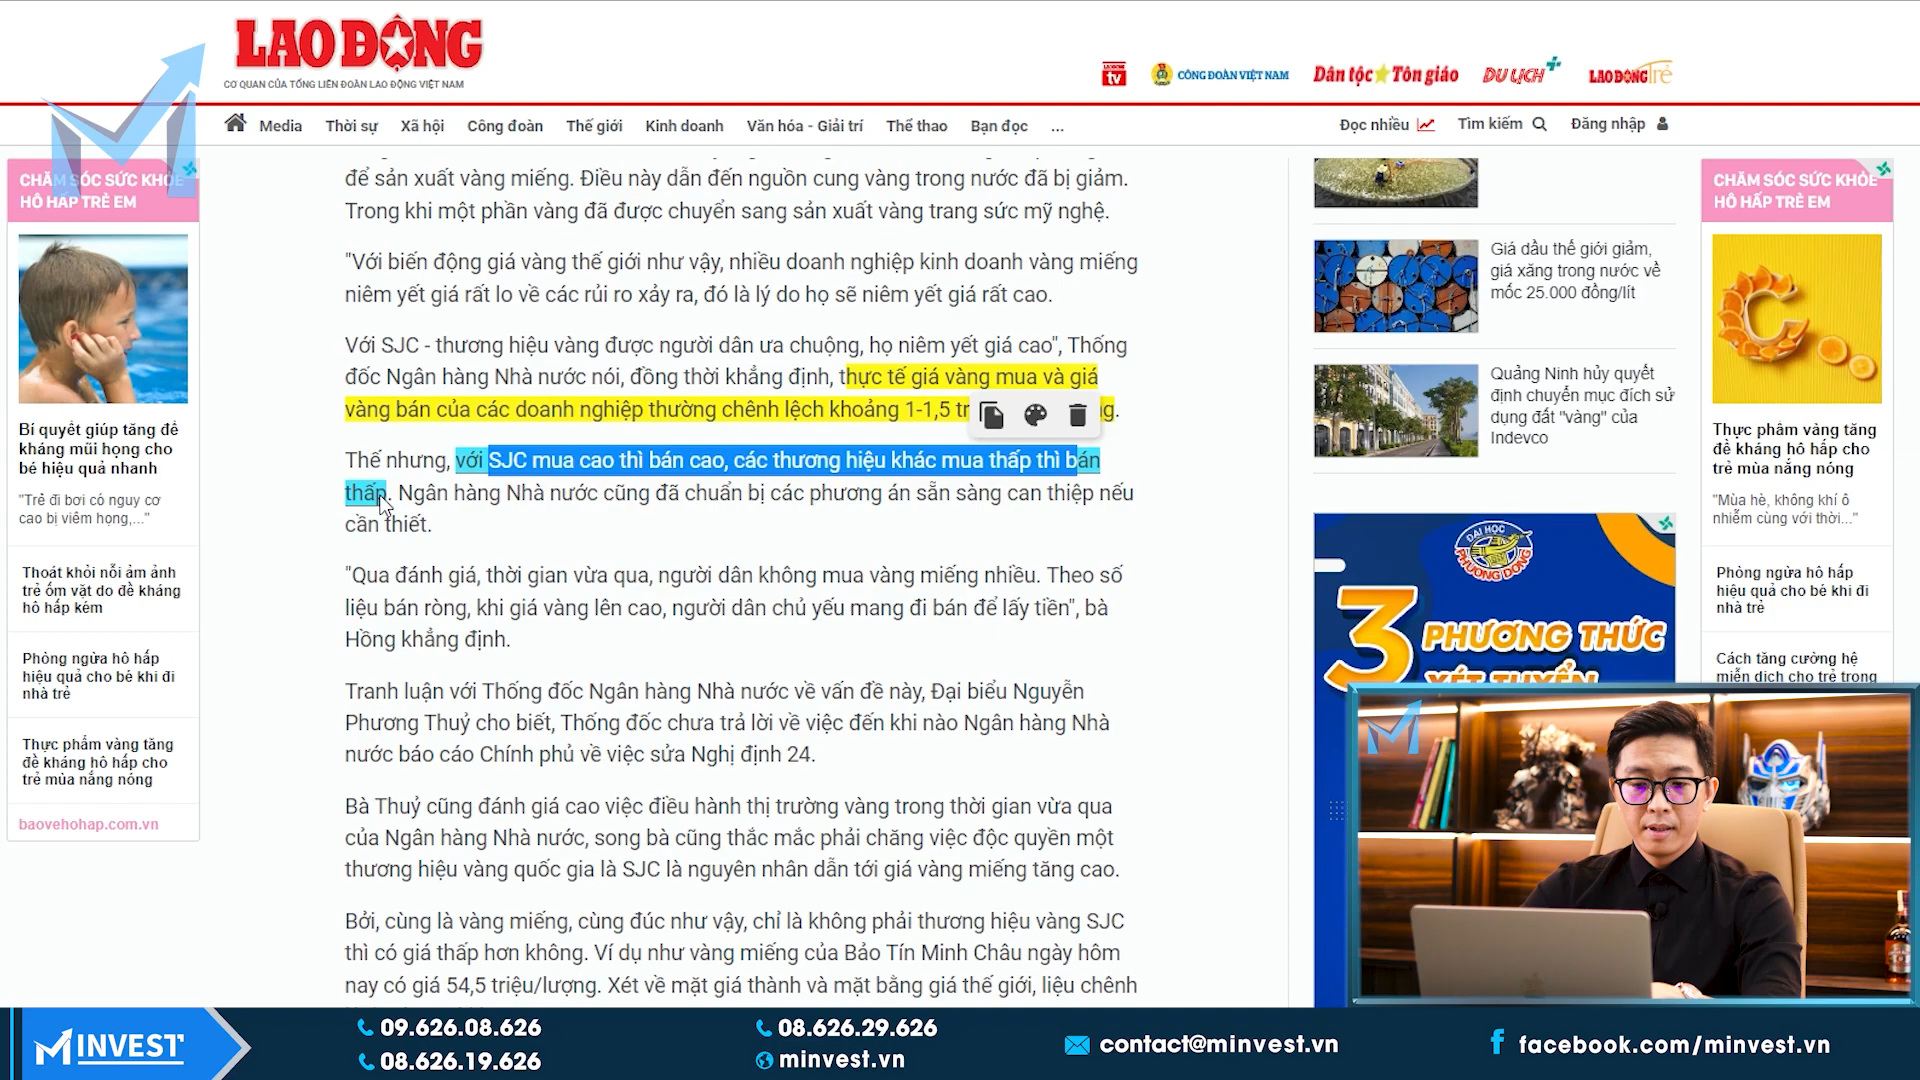 LAO ĐỘNG
CƠ QUAN CỦA TỔNG LIÊN ĐOÀN LAO ĐỘNG VIỆT NAM
tv
CÔNG ĐOÀN VIỆT NAM
Dân tộc Tôn giáo
DU LỊCH
LAO ĐỘNG Trẻ
Media
Thời sự
Xã hội
Công đoàn
Thế giới
Kinh doanh
Văn hóa - Giải trí
Thể thao
Bạn đọc
...
Đọc nhiều
Tìm kiếm
Đăng nhập
CHĂM SÓC SỨC KHỎE
HÔ HẤP TRẺ EM
Bí quyết giúp tăng đề
kháng mũi họng cho
bé hiệu quả nhanh
"Trẻ đi bơi có nguy cơ
cao bị viêm họng,..."
Thoát khỏi nỗi ám ảnh
trẻ ốm vặt do đề kháng
hô hấp kém
Phòng ngừa hô hấp
hiệu quả cho bé khi đi
nhà trẻ
Thực phẩm vàng tăng
đề kháng hô hấp cho
trẻ mùa nắng nóng
baovehohap.com.vn
để sản xuất vàng miếng. Điều này dẫn đến nguồn cung vàng trong nước đã bị giảm.
Trong khi một phần vàng đã được chuyển sang sản xuất vàng trang sức mỹ nghệ.
"Với biến động giá vàng thế giới như vậy, nhiều doanh nghiệp kinh doanh vàng miếng
niêm yết giá rất lo về các rủi ro xảy ra, đó là lý do họ sẽ niêm yết giá rất cao.
Với SJC - thương hiệu vàng được người dân ưa chuộng, họ niêm yết giá cao", Thống
đốc Ngân hàng Nhà nước nói, đồng thời khẳng định, thực tế giá vàng mua và giá
vàng bán của các doanh nghiệp thường chênh lệch khoảng 1-1,5
Thế nhưng, với SJC mua cao thì bán cao, các thương hiệu khác mua thấp thì bán
thấp. Ngân hàng Nhà nước cũng đã chuẩn bị các phương án sẵn sàng can thiệp nếu
cần thiết.
"Qua đánh giá, thời gian vừa qua, người dân không mua vàng miếng nhiều. Theo số
liệu bán ròng, khi giá vàng lên cao, người dân chủ yếu mang đi bán để lấy tiền", bà
Hồng khẳng định.
Tranh luận với Thống đốc Ngân hàng Nhà nước về vấn đề này, Đại biểu Nguyễn
Phương Thuỷ cho biết, Thống đốc chưa trả lời về việc đến khi nào Ngân hàng Nhà
nước báo cáo Chính phủ về việc sửa Nghị định 24.
Bà Thuỷ cũng đánh giá cao việc điều hành thị trường vàng trong thời gian vừa qua
của Ngân hàng Nhà nước, song bà cũng thắc mắc phải chăng việc độc quyền một
thương hiệu vàng quốc gia là SJC là nguyên nhân dẫn tới giá vàng miếng tăng cao.
Bởi, cùng là vàng miếng, cùng đúc như vậy, chỉ là không phải thương hiệu vàng SJC
thì có giá thấp hơn không. Ví dụ như vàng miếng của Bảo Tín Minh Châu ngày hôm
nay có giá 54,5 triệu/lượng. Xét về mặt giá thành và mặt bằng giá thế giới, liệu chênh
Giá dầu thế giới giảm,
giá xăng trong nước về
mốc 25.000 đồng/lít
Quảng Ninh hủy quyết
định chuyển mục đích sử
dụng đất "vàng" của
Indevco
ĐẠI HỌC
PHƯƠNG ĐÔNG
3 PHƯƠNG THỨC
XÉT TUYỂN
CHĂM SÓC SỨC KHỎE
HÔ HẤP TRẺ EM
Thực phẩm vàng tăng
đề kháng hô hấp cho
trẻ mùa nắng nóng
"Mùa hè, không khí ô
nhiễm cùng với thời..."
Phòng ngừa hô hấp
hiệu quả cho bé khi đi
nhà trẻ
Cách tăng cường hệ
miễn dịch cho trẻ trong
MINVEST
09.626.08.626
08.626.19.626
08.626.29.626
minvest.vn
contact@minvest.vn
facebook.com/minvest.vn